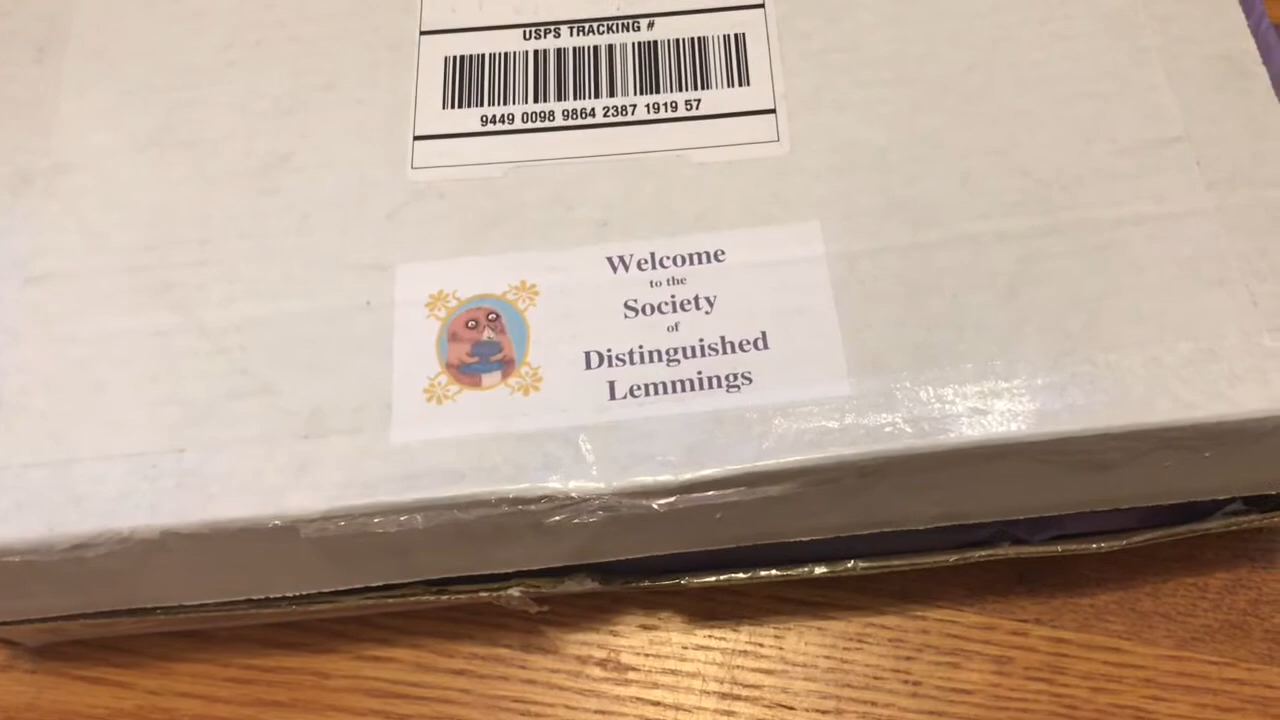 USPS TRACKING #
9449 0098 9864 2387 1919 57
Welcome
to the
Society
of
Distinguished
Lemmings